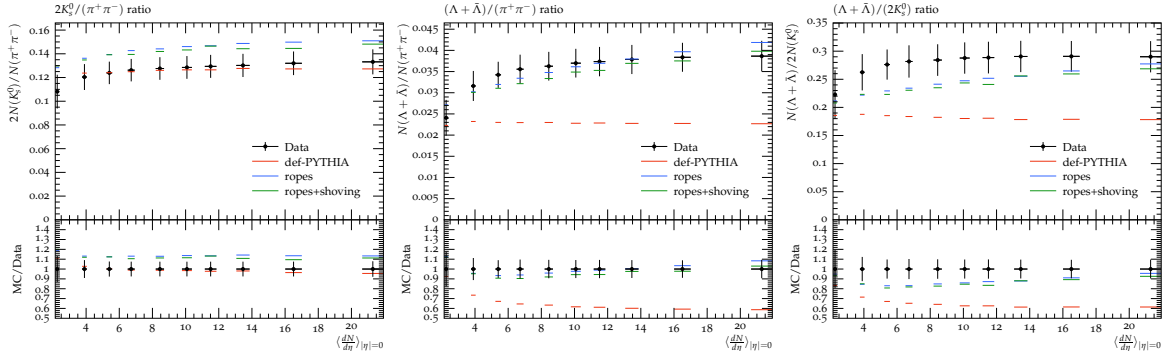 2K_s^0/(π⁺π⁻) ratio
2N(K_s^0)/N(π⁺π⁻)
0.16
0.14
0.12
0.1
0.08
0.06
0.04
0.02
0
Data
def-PYTHIA
ropes
ropes+shoving
MC/Data
1.4
1.3
1.2
1.1
1
0.9
0.8
0.7
0.6
0.5
4 6 8 10 12 14 16 18 20
⟨dN/dη⟩|η|=0
(Λ + Λ̄)/(π⁺π⁻) ratio
N(Λ + Λ̄)/N(π⁺π⁻)
0.045
0.04
0.035
0.03
0.025
0.02
0.015
0.01
0.005
0
Data
def-PYTHIA
ropes
ropes+shoving
MC/Data
1.4
1.3
1.2
1.1
1
0.9
0.8
0.7
0.6
0.5
4 6 8 10 12 14 16 18 20
⟨dN/dη⟩|η|=0
(Λ + Λ̄)/(2K_s^0) ratio
N(Λ + Λ̄)/2N(K_s^0)
0.35
0.3
0.25
0.2
0.15
0.1
0.05
0
Data
def-PYTHIA
ropes
ropes+shoving
MC/Data
1.4
1.3
1.2
1.1
1
0.9
0.8
0.7
0.6
0.5
4 6 8 10 12 14 16 18 20
⟨dN/dη⟩|η|=0